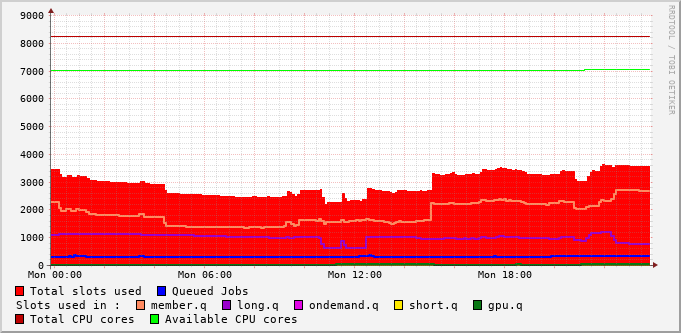 9000
8000
7000
6000
5000
4000
3000
2000
1000
0
Mon 00:00 Mon 06:00 Mon 12:00 Mon 18:00
Total slots used Queued Jobs
Slots used in : member.q long.q ondemand.q short.q gpu.q
Total CPU cores Available CPU cores
RRDTOOL / TOBI OETIKER